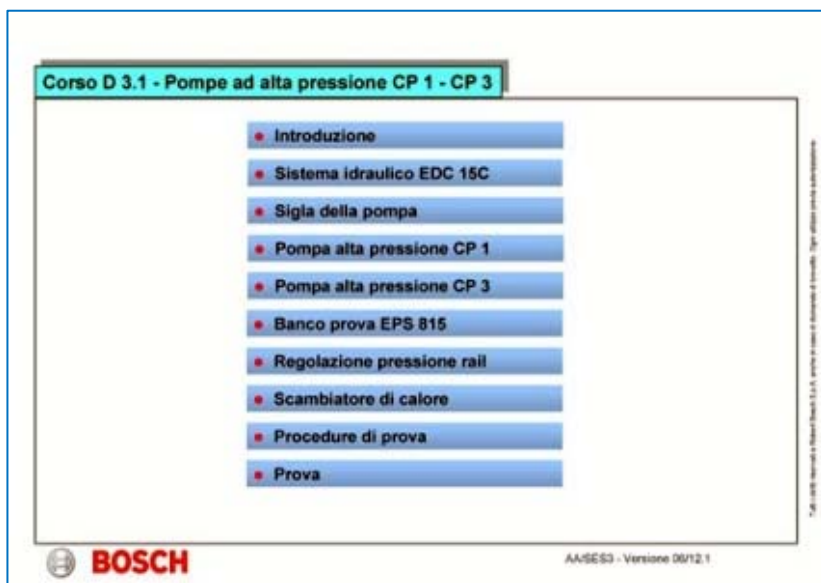 Corso D 3.1 - Pompe ad alta pressione CP 1 - CP 3
Introduzione
Sistema idraulico EDC 15C
Sigla della pompa
Pompa alta pressione CP 1
Pompa alta pressione CP 3
Banco prova EPS 815
Regolazione pressione rail
Scambiatore di calore
Procedure di prova
Prova
BOSCH
AA/SES3 - Versione 06/12.1